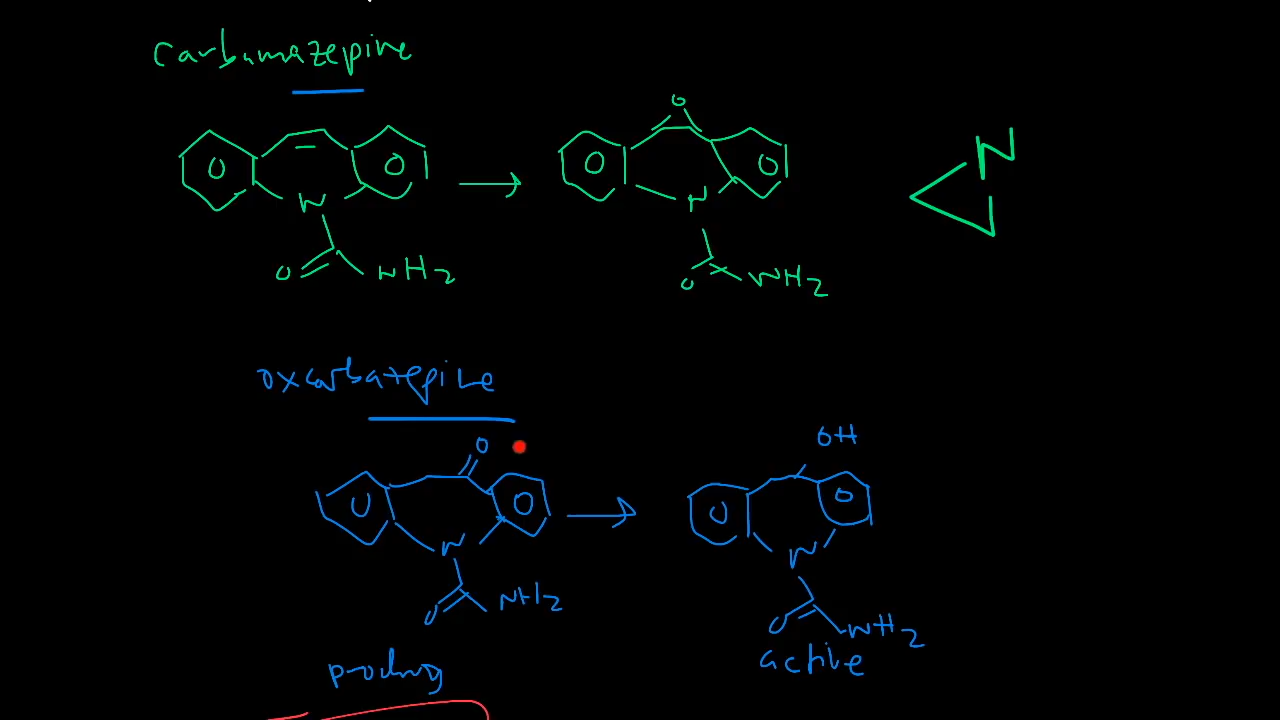 Carbamazepine
O O
N
O NH2
O
O O
N
O NH2
N
oxcarbazepine
O
O O
N
O NH2
OH
O O
N
O NH2
prodrug
active